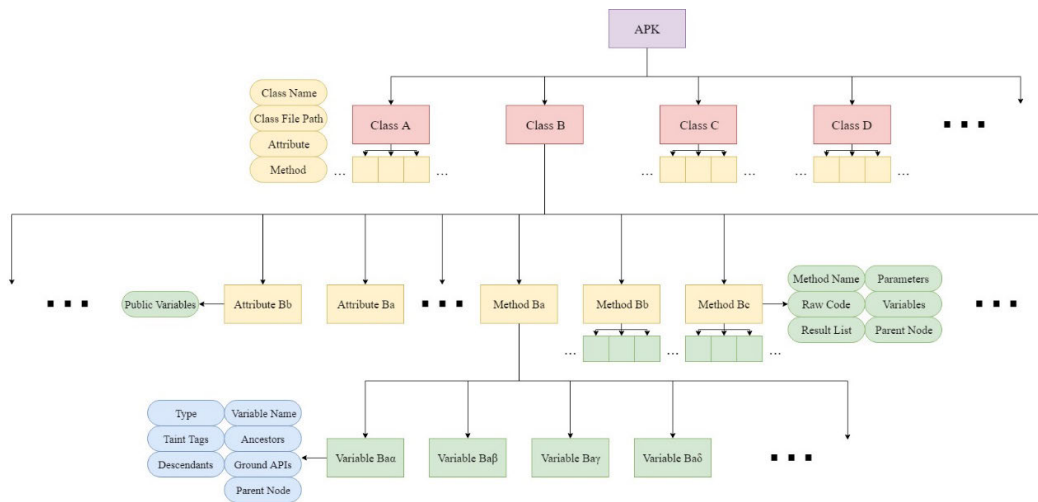 APK
Class Name
Class File Path
Attribute
Method
Class A
Class B
Class C
Class D
...
...
...
...
...
Public Variables
Attribute Bb
Attribute Ba
Method Ba
Method Bb
Method Bc
Method Name
Parameters
Raw Code
Variables
Result List
Parent Node
...
...
...
Type
Variable Name
Taint Tags
Ancestors
Descendants
Ground APIs
Parent Node
Variable Baα
Variable Baβ
Variable Baγ
Variable Baδ